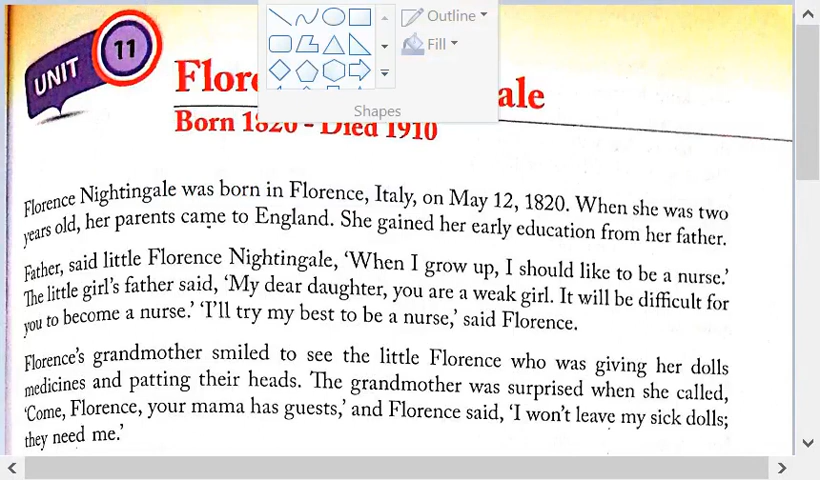 Outline
Fill
Shapes
UNIT 11
ale
Born 1820 - Died 1910
Florence Nightingale was born in Florence, Italy, on May 12, 1820. When she was two
years old, her parents came to England. She gained her early education from her father.
Father, said little Florence Nightingale, ‘When I grow up, I should like to be a nurse.’
The little girl’s father said, ‘My dear daughter, you are a weak girl. It will be difficult for
you to become a nurse.’ ‘I’ll try my best to be a nurse,’ said Florence.
Florence’s grandmother smiled to see the little Florence who was giving her dolls
medicines and patting their heads. The grandmother was surprised when she called,
‘Come, Florence, your mama has guests,’ and Florence said, ‘I won’t leave my sick dolls;
they need me.’